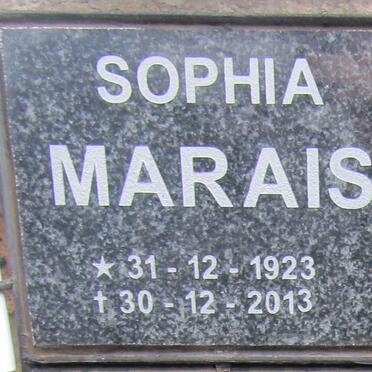 SOPHIA
MARAIS
★ 31 - 12 - 1923
† 30 - 12 - 2013